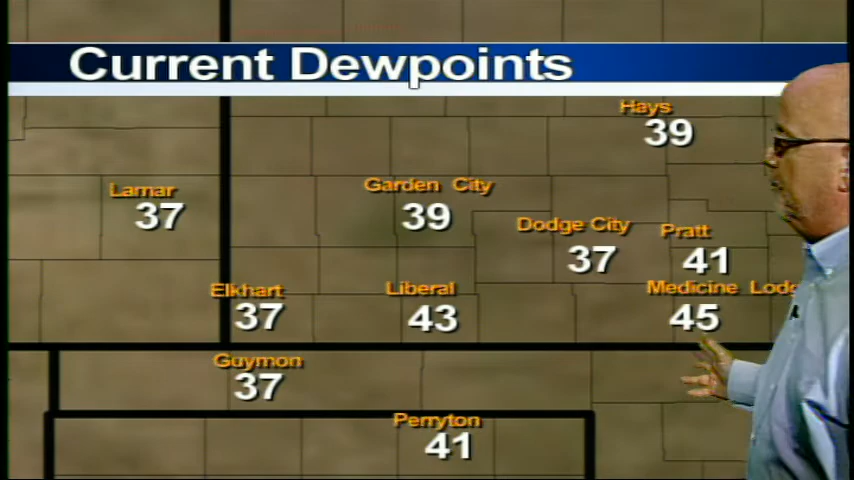 Current Dewpoints
Hays
39
Lamar
37
Garden City
39
Dodge City
37
Pratt
41
Elkhart
37
Liberal
43
Medicine Lodg
45
Guymon
37
Perryton
41